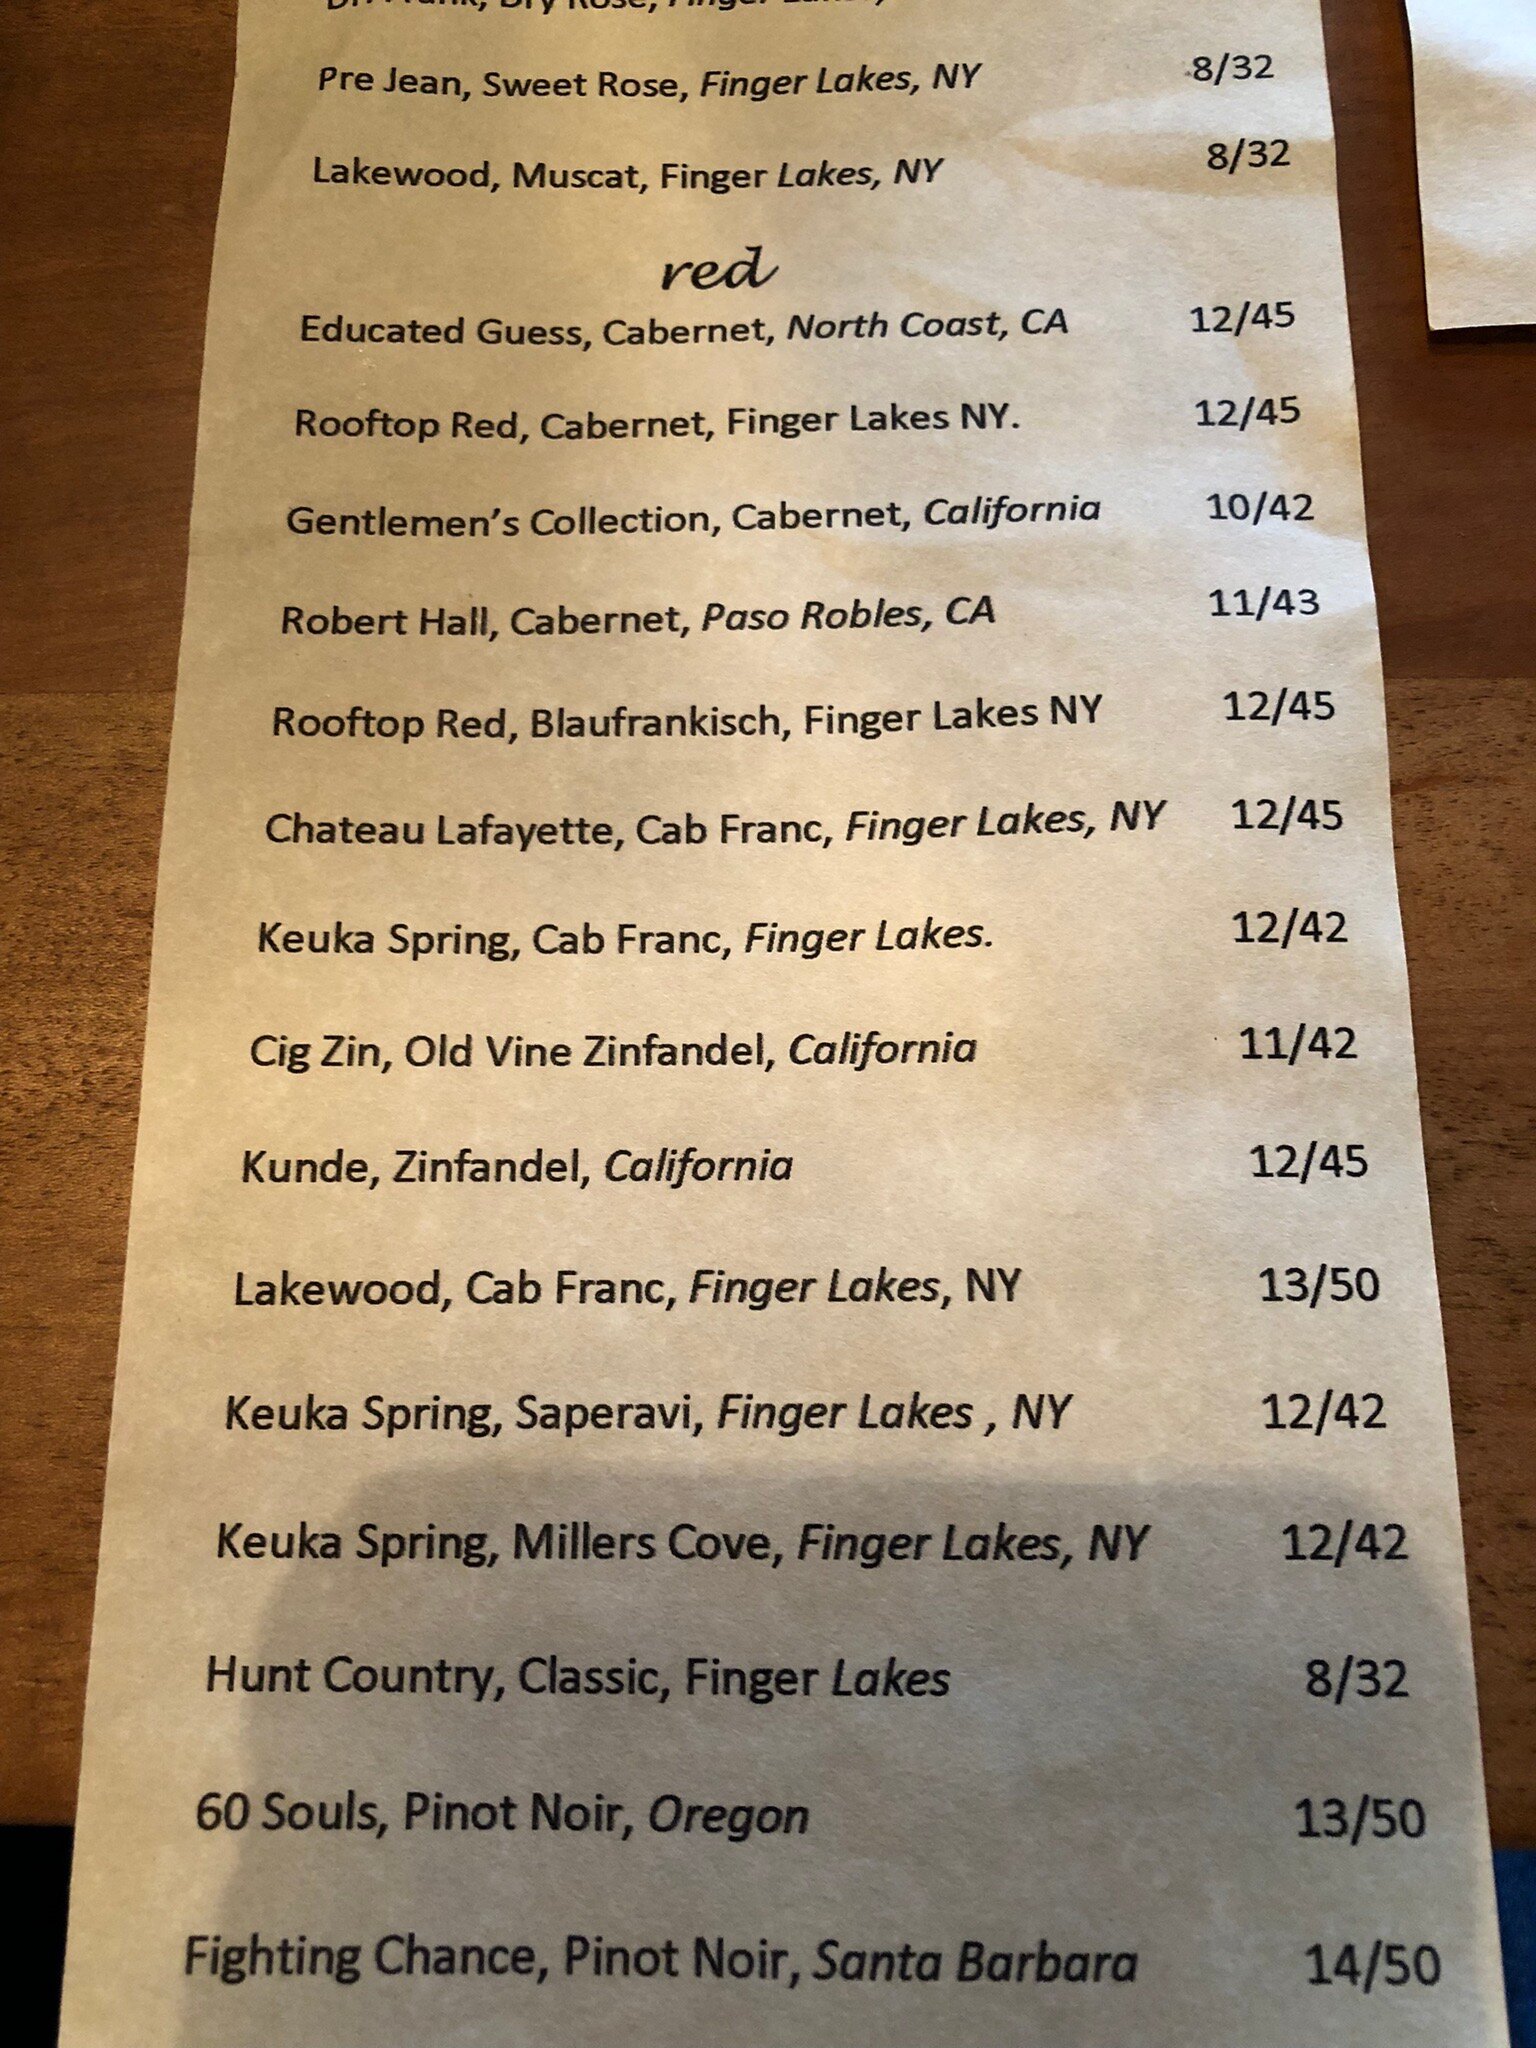 Dry Rose, Finger Lakes,
Pre Jean, Sweet Rose, Finger Lakes, NY 8/32
Lakewood, Muscat, Finger Lakes, NY 8/32
red
Educated Guess, Cabernet, North Coast, CA 12/45
Rooftop Red, Cabernet, Finger Lakes NY. 12/45
Gentlemen’s Collection, Cabernet, California 10/42
Robert Hall, Cabernet, Paso Robles, CA 11/43
Rooftop Red, Blaufrankisch, Finger Lakes NY 12/45
Chateau Lafayette, Cab Franc, Finger Lakes, NY 12/45
Keuka Spring, Cab Franc, Finger Lakes. 12/42
Cig Zin, Old Vine Zinfandel, California 11/42
Kunde, Zinfandel, California 12/45
Lakewood, Cab Franc, Finger Lakes, NY 13/50
Keuka Spring, Saperavi, Finger Lakes , NY 12/42
Keuka Spring, Millers Cove, Finger Lakes, NY 12/42
Hunt Country, Classic, Finger Lakes 8/32
60 Souls, Pinot Noir, Oregon 13/50
Fighting Chance, Pinot Noir, Santa Barbara 14/50